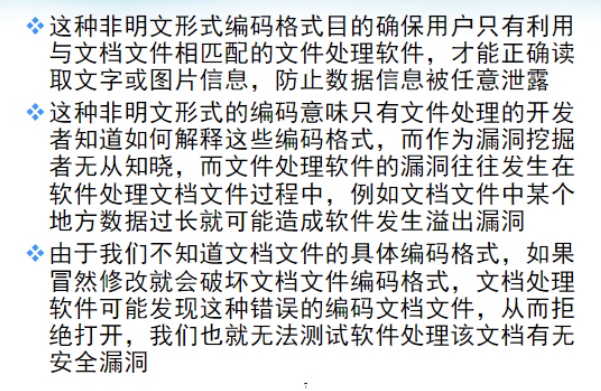 这种非明文形式编码格式目的确保用户只有利用
与文档文件相匹配的文件处理软件，才能正确读
取文字或图片信息，防止数据信息被任意泄露
这种非明文形式的编码意味只有文件处理的开发
者知道如何解释这些编码格式，而作为漏洞挖掘
者无从知晓，而文件处理软件的漏洞往往发生在
软件处理文档文件过程中，例如文档文件中某个
地方数据过长就可能造成软件发生溢出漏洞
由于我们不知道文档文件的具体编码格式，如果
冒然修改就会破坏文档文件编码格式，文档处理
软件可能发现这种错误的编码文档文件，从而拒
绝打开，我们也就无法测试软件处理该文档有无
安全漏洞